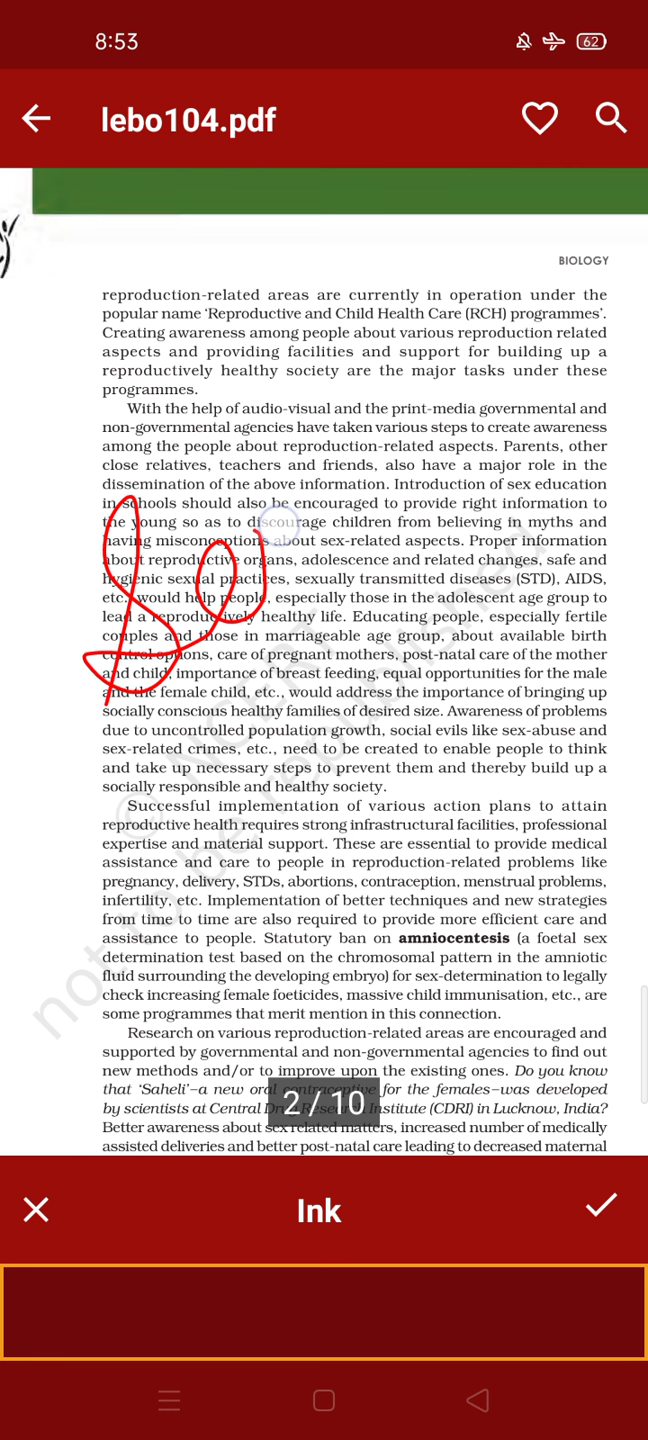 8:53
62
lebo104.pdf
BIOLOGY
reproduction-related areas are currently in operation under the
popular name ‘Reproductive and Child Health Care (RCH) programmes’.
Creating awareness among people about various reproduction related
aspects and providing facilities and support for building up a
reproductively healthy society are the major tasks under these
programmes.
With the help of audio-visual and the print-media governmental and
non-governmental agencies have taken various steps to create awareness
among the people about reproduction-related aspects. Parents, other
close relatives, teachers and friends, also have a major role in the
dissemination of the above information. Introduction of sex education
in schools should also be encouraged to provide right information to
the young so as to discourage children from believing in myths and
having misconceptions about sex-related aspects. Proper information
about reproductive organs, adolescence and related changes, safe and
hygienic sexual practices, sexually transmitted diseases (STD), AIDS,
etc., would help people, especially those in the adolescent age group to
lead a reproductively healthy life. Educating people, especially fertile
couples and those in marriageable age group, about available birth
control options, care of pregnant mothers, post-natal care of the mother
and child, importance of breast feeding, equal opportunities for the male
and the female child, etc., would address the importance of bringing up
socially conscious healthy families of desired size. Awareness of problems
due to uncontrolled population growth, social evils like sex-abuse and
sex-related crimes, etc., need to be created to enable people to think
and take up necessary steps to prevent them and thereby build up a
socially responsible and healthy society.
Successful implementation of various action plans to attain
reproductive health requires strong infrastructural facilities, professional
expertise and material support. These are essential to provide medical
assistance and care to people in reproduction-related problems like
pregnancy, delivery, STDs, abortions, contraception, menstrual problems,
infertility, etc. Implementation of better techniques and new strategies
from time to time are also required to provide more efficient care and
assistance to people. Statutory ban on amniocentesis (a foetal sex
determination test based on the chromosomal pattern in the amniotic
fluid surrounding the developing embryo) for sex-determination to legally
check increasing female foeticides, massive child immunisation, etc., are
some programmes that merit mention in this connection.
Research on various reproduction-related areas are encouraged and
supported by governmental and non-governmental agencies to find out
new methods and/or to improve upon the existing ones. Do you know
that ‘Saheli’–a new oral contraceptive for the females–was developed
by scientists at Central Drug Research Institute (CDRI) in Lucknow, India?
Better awareness about sex related matters, increased number of medically
assisted deliveries and better post-natal care leading to decreased maternal
© NCERT
not to be republished
2 / 10
Ink